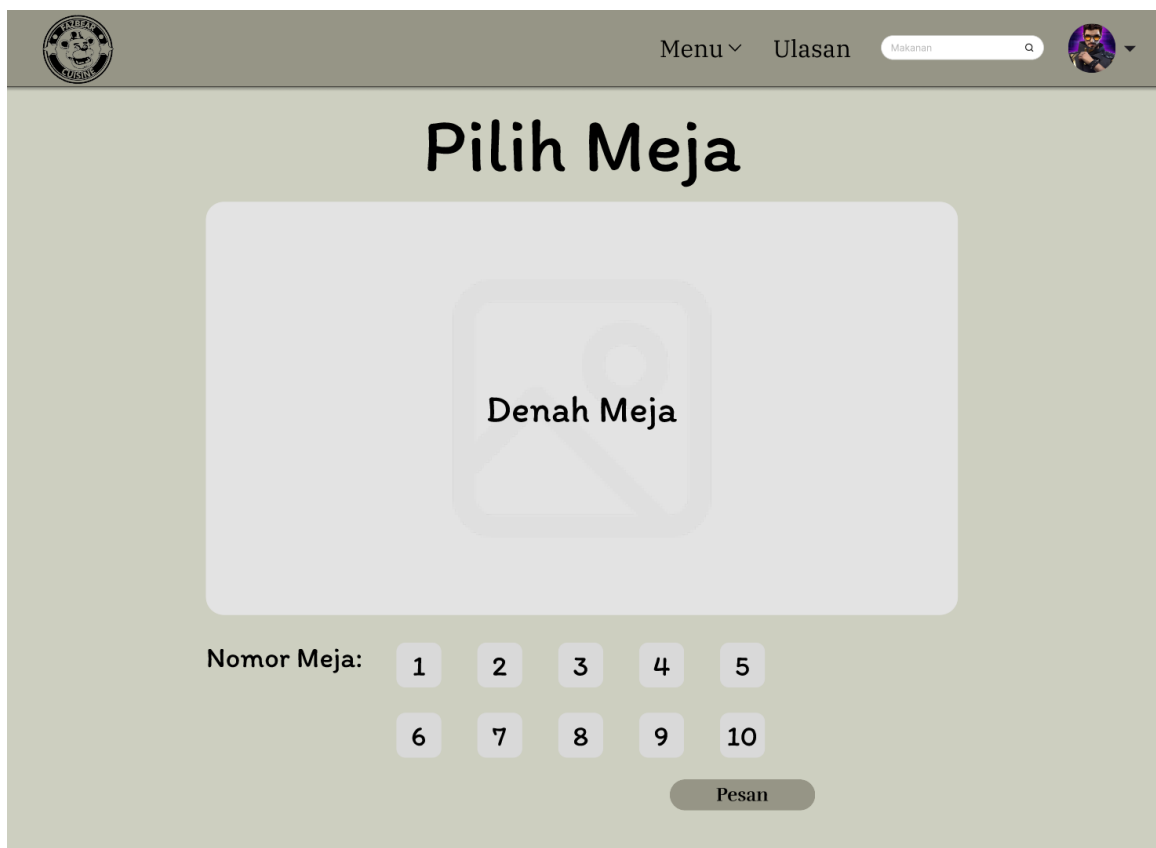 FAZBEAR
CUISINE
Menu
Ulasan
Makanan
Pilih Meja
Denah Meja
Nomor Meja:
1 2 3 4 5
6 7 8 9 10
Pesan